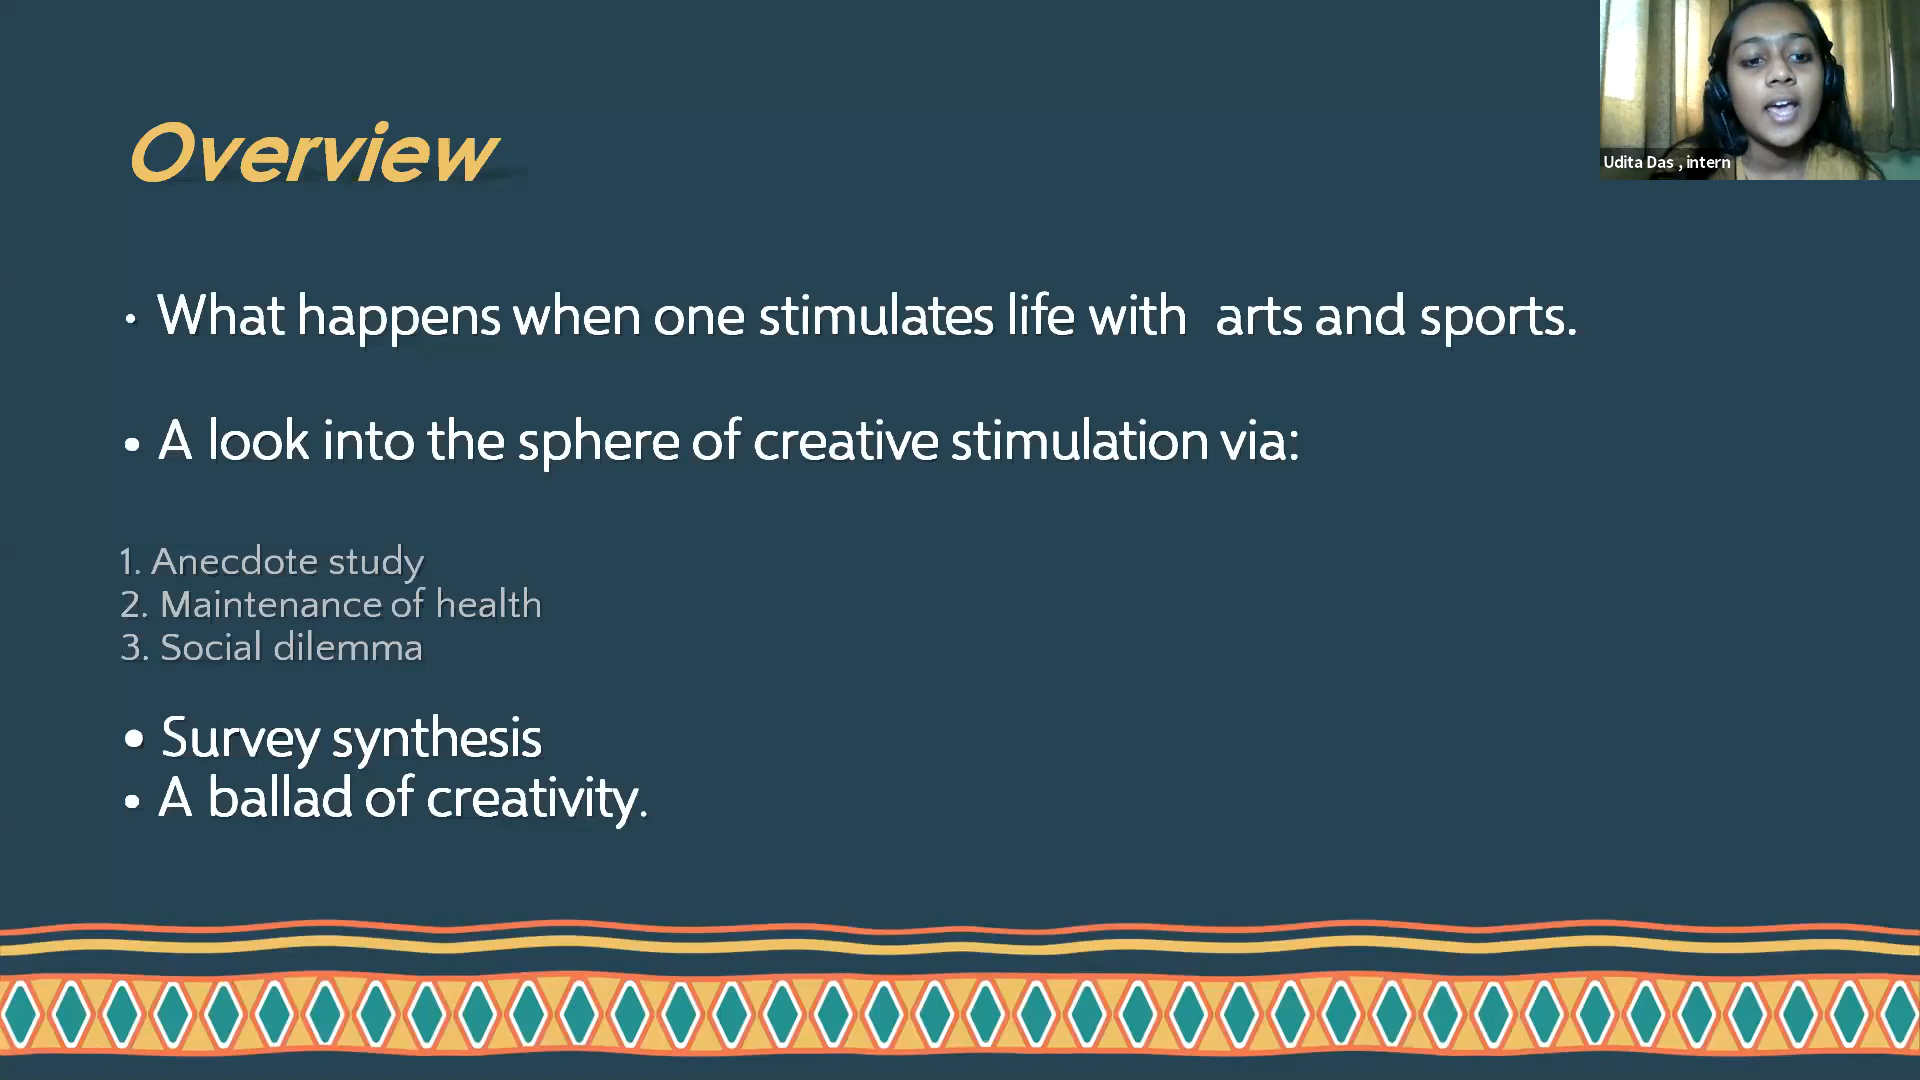 Overview
Udita Das , intern
• What happens when one stimulates life with  arts and sports.
• A look into the sphere of creative stimulation via:
1. Anecdote study
2. Maintenance of health
3. Social dilemma
• Survey synthesis
• A ballad of creativity.